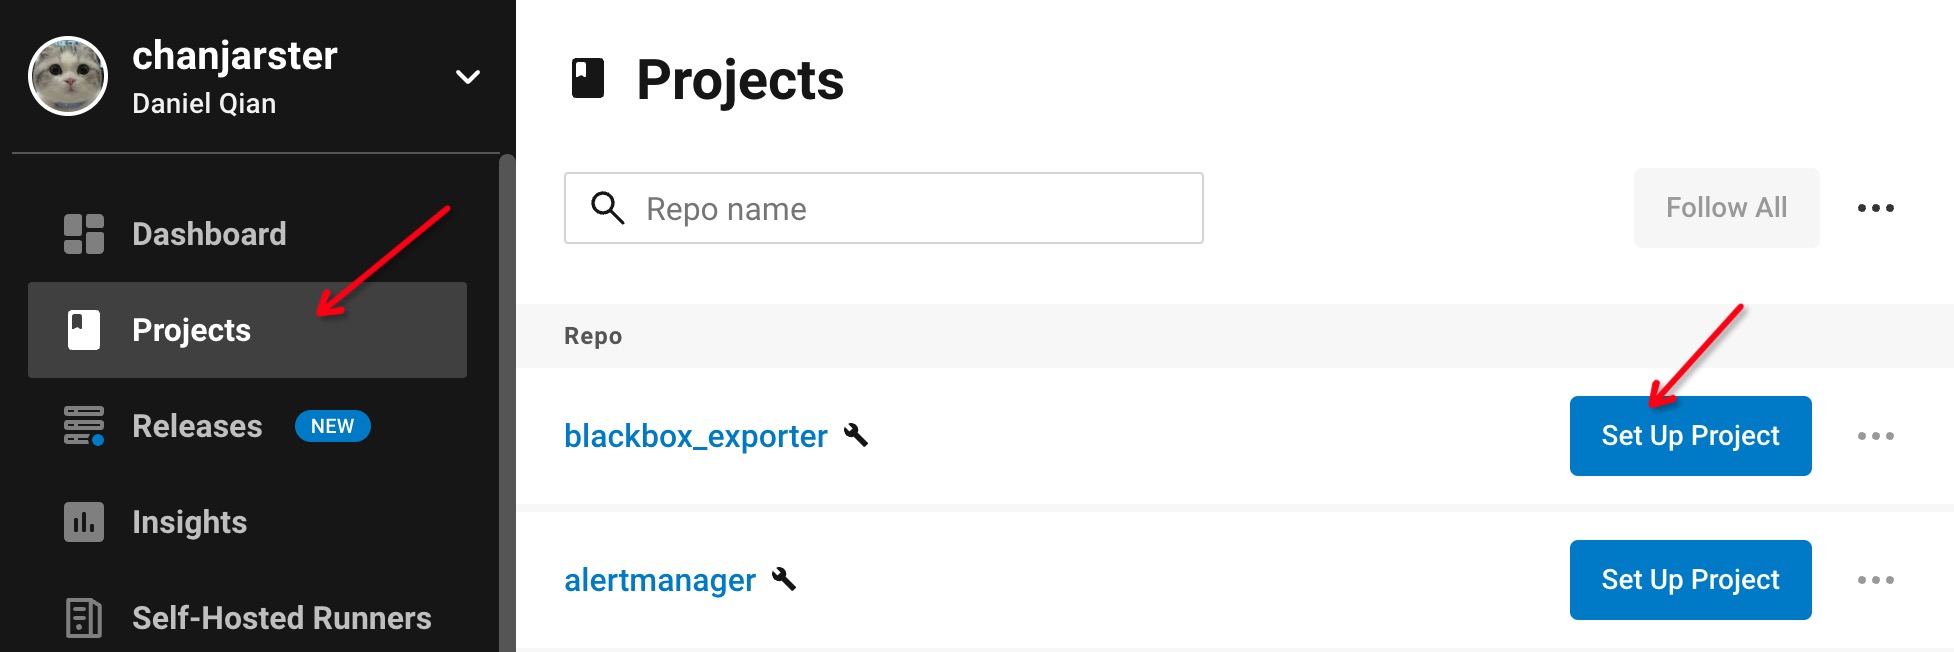 chanjarster
Daniel Qian
Dashboard
Projects
Releases NEW
Insights
Self-Hosted Runners
Projects
Repo name
Follow All
Repo
blackbox_exporter
Set Up Project
alertmanager
Set Up Project